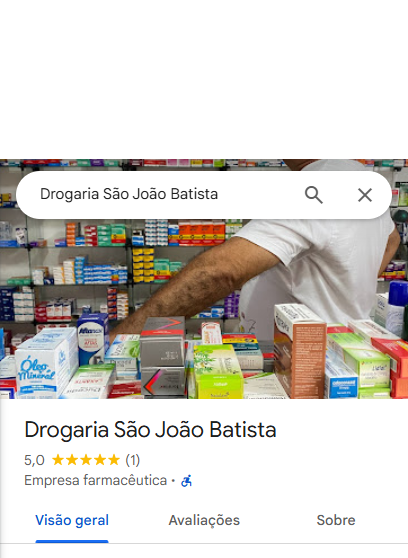 Drogaria São João Batista
Óleo
Mineral
Drogaria São João Batista
5,0 (1)
Empresa farmacêutica ·
Visão geral
Avaliações
Sobre